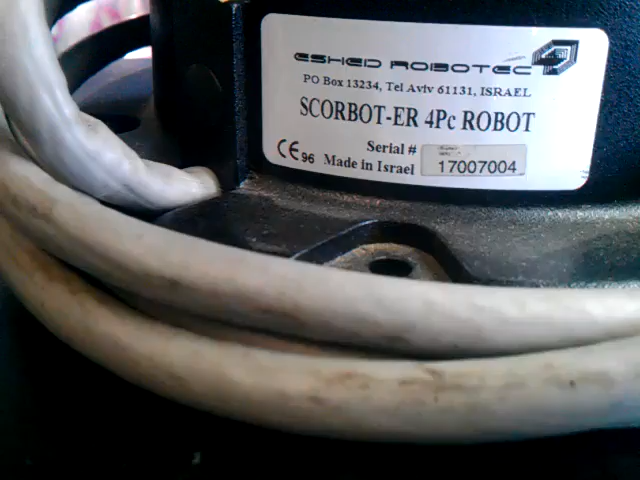 ESHED ROBOTEC
PO Box 13234, Tel Aviv 61131, ISRAEL
SCORBOT-ER 4Pc ROBOT
Serial #
17007004
CE 96 Made in Israel